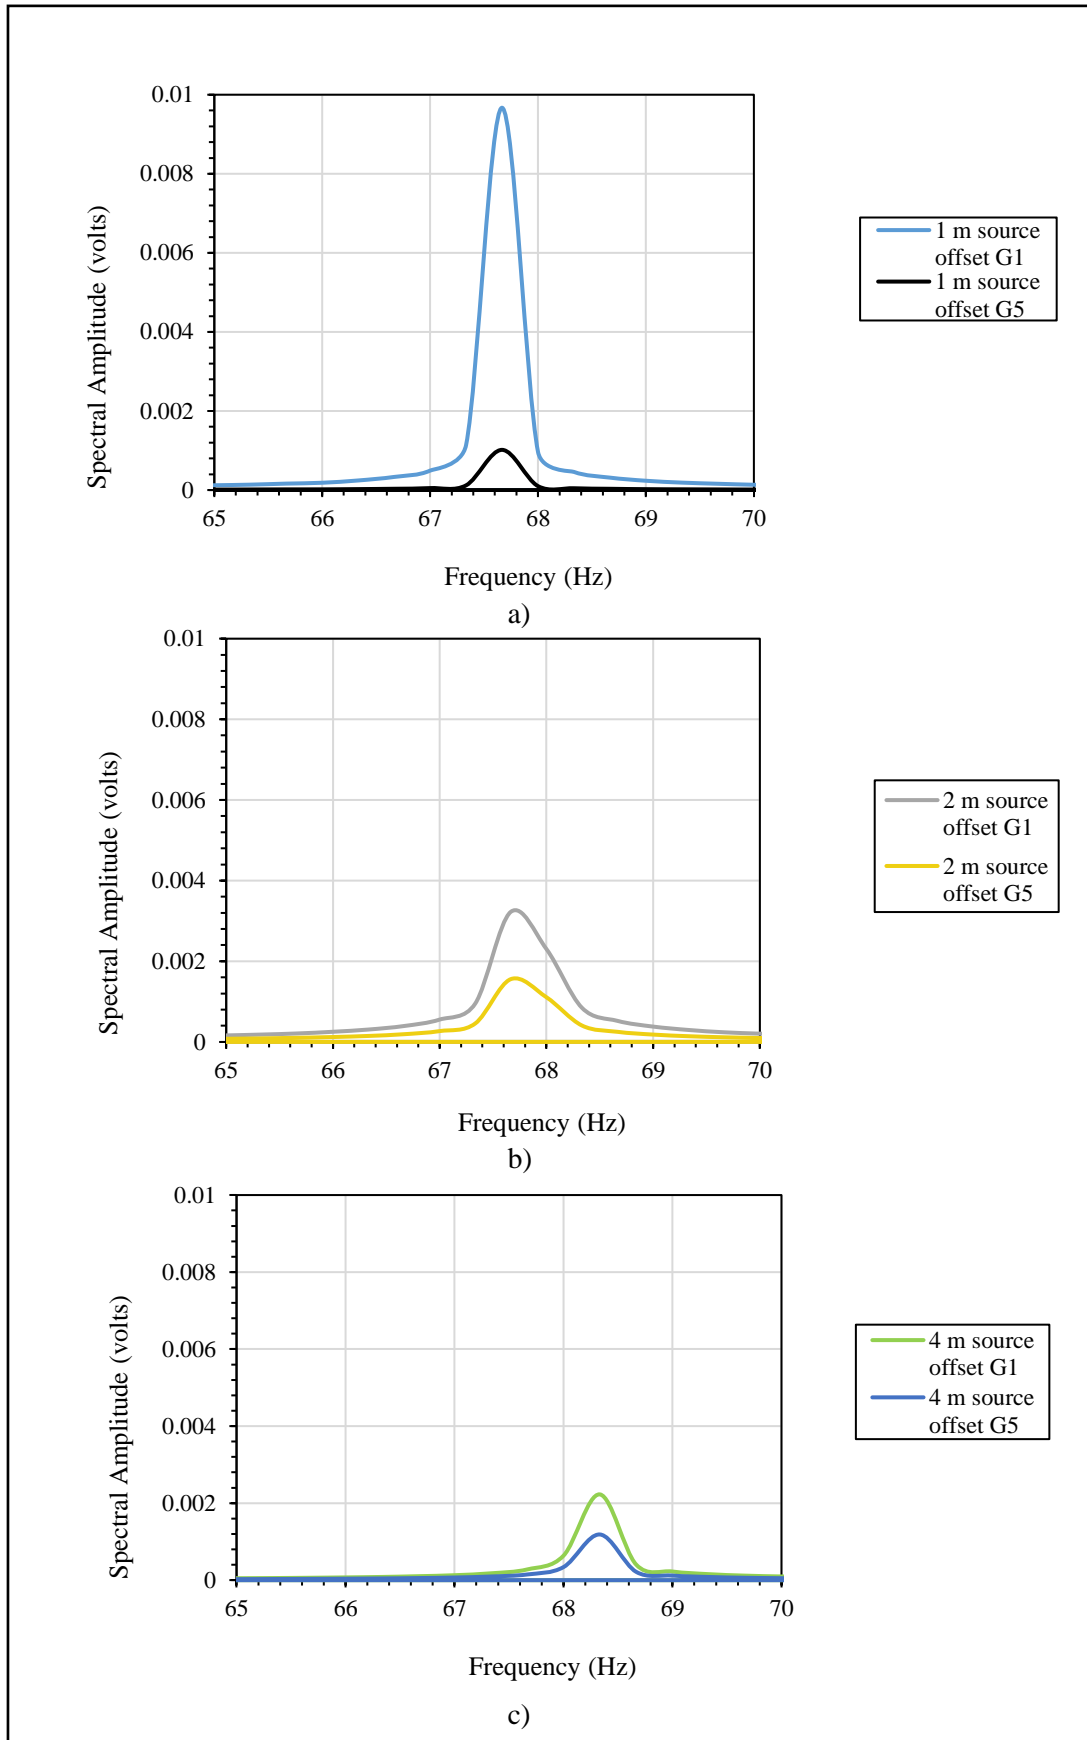 0.01
0.008
0.006
0.004
0.002
0
65 66 67 68 69 70
Spectral Amplitude (volts)
Frequency (Hz)
1 m source
offset G1
1 m source
offset G5
a)
0.01
0.008
0.006
0.004
0.002
0
65 66 67 68 69 70
Spectral Amplitude (volts)
Frequency (Hz)
2 m source
offset G1
2 m source
offset G5
b)
0.01
0.008
0.006
0.004
0.002
0
65 66 67 68 69 70
Spectral Amplitude (volts)
Frequency (Hz)
4 m source
offset G1
4 m source
offset G5
c)